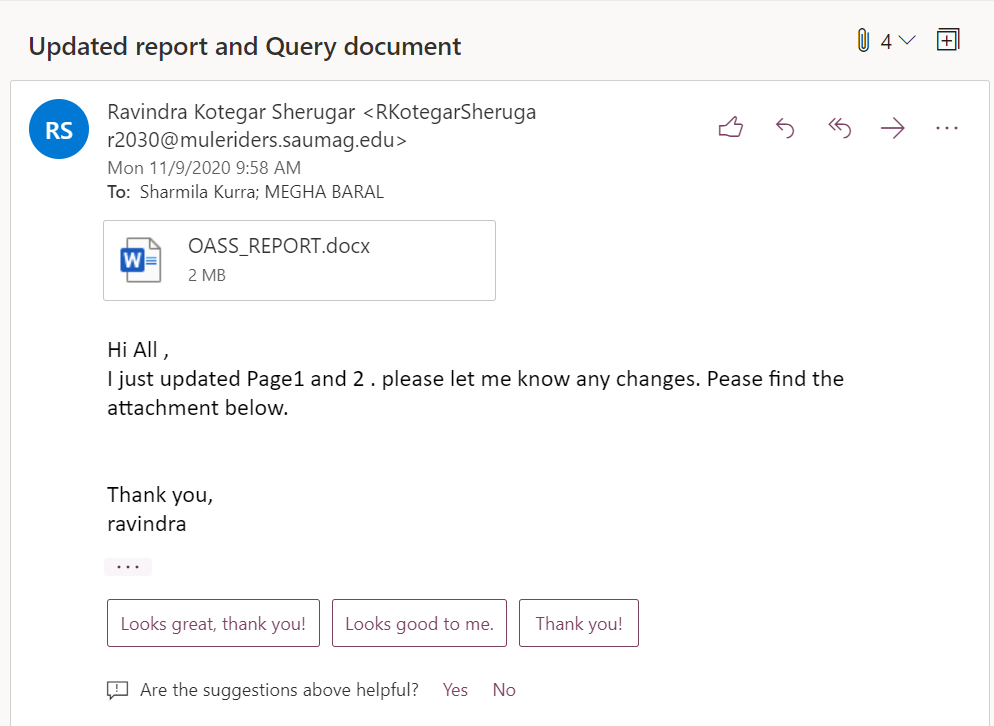 Updated report and Query document
4
RS
Ravindra Kotegar Sherugar <RKotegarSheruga
r2030@muleriders.saumag.edu>
Mon 11/9/2020 9:58 AM
To: Sharmila Kurra; MEGHA BARAL
W
OASS_REPORT.docx
2 MB
Hi All ,
I just updated Page1 and 2 . please let me know any changes. Pease find the
attachment below.
Thank you,
ravindra
...
Looks great, thank you! Looks good to me. Thank you!
Are the suggestions above helpful? Yes No